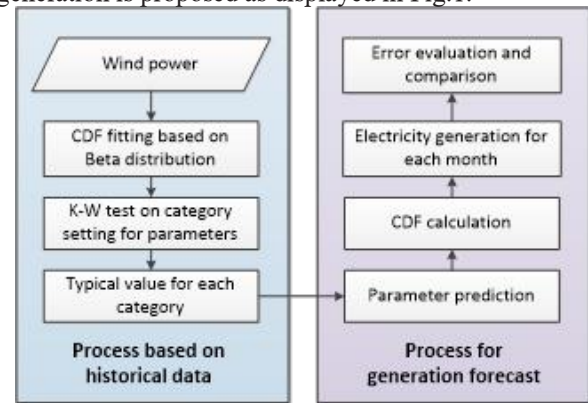 generation is proposed as displayed in Fig.1.
Wind power
CDF fitting based on
Beta distribution
K-W test on category
setting for parameters
Typical value for each
category
Process based on
historical data
Error evaluation and
comparison
Electricity generation for
each month
CDF calculation
Parameter prediction
Process for
generation forecast